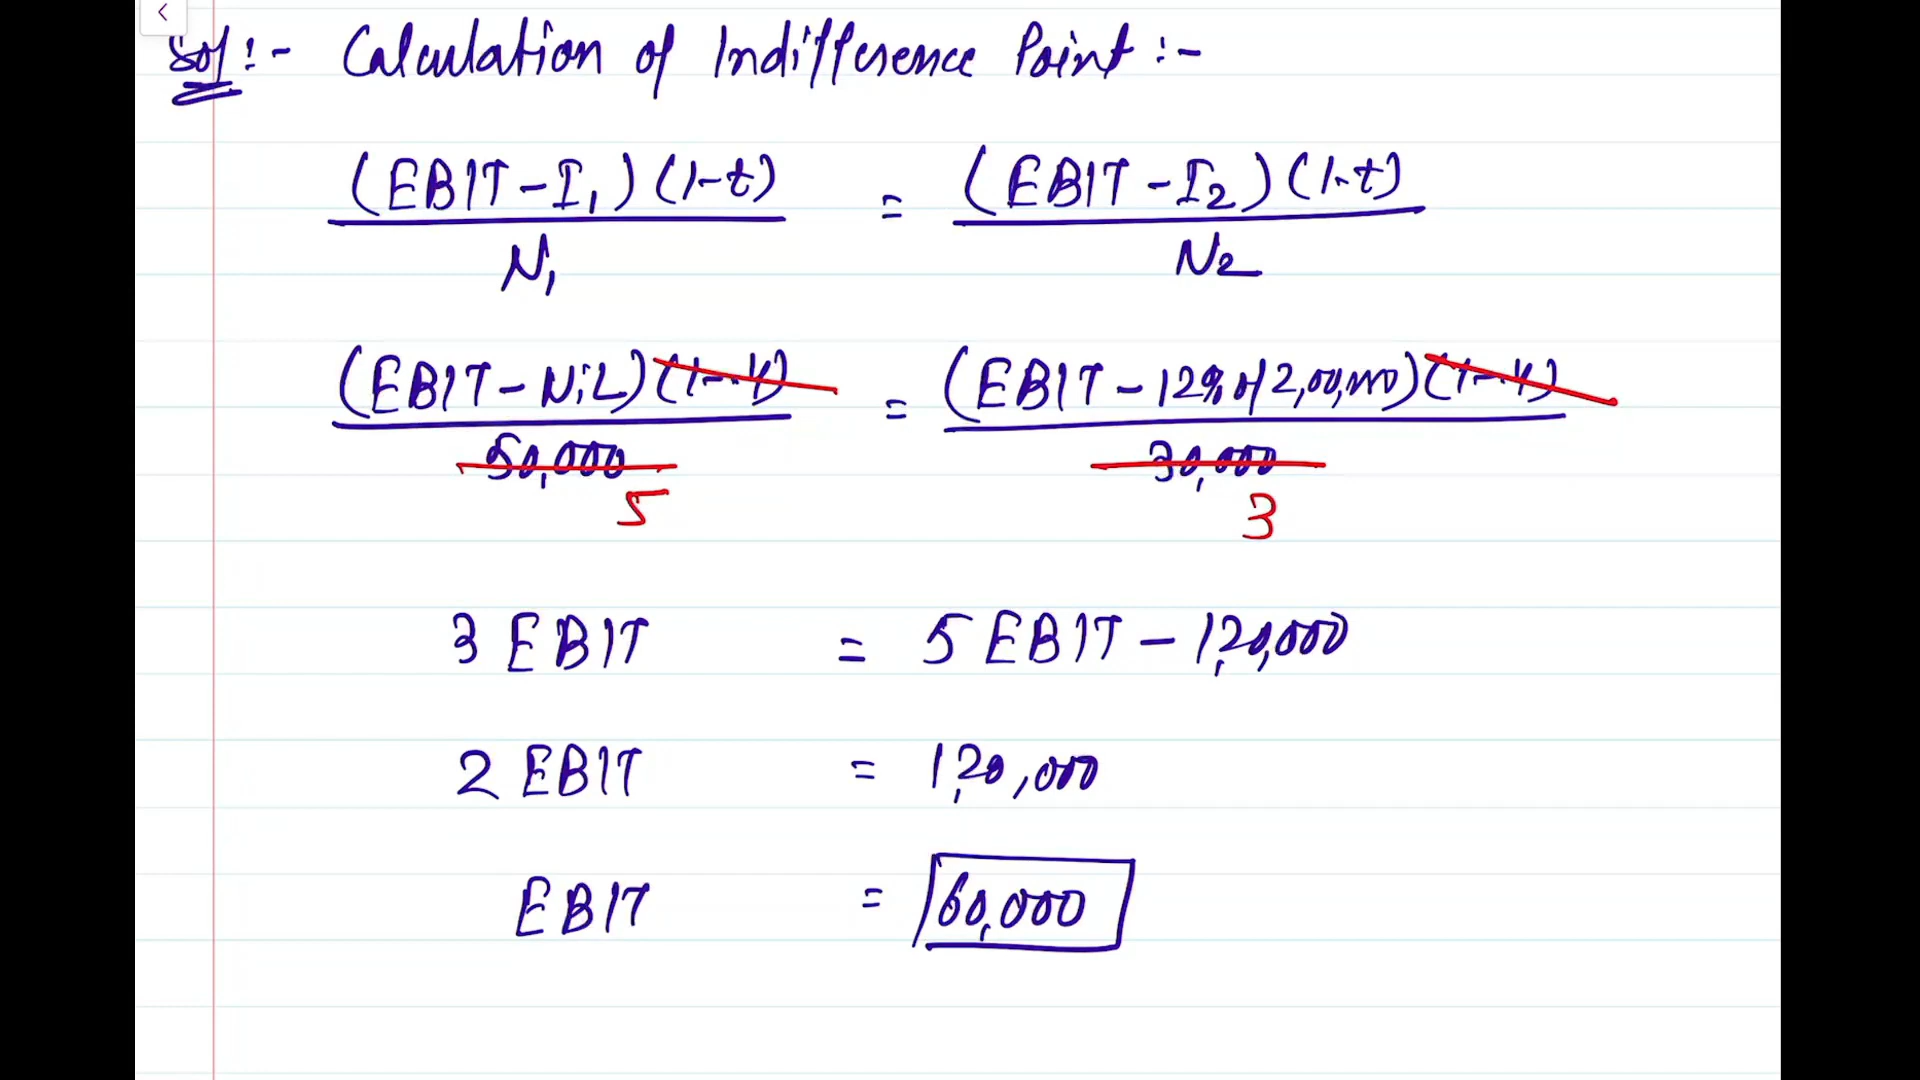 Sol:- Calculation of Indifference Point :-
(EBIT-I₁)(1-t) = (EBIT-I₂)(1-t)
N₁ N₂
(EBIT-NiL)(1-.4) = (EBIT-12% of 2,00,000)(1-.4)
50,000 30,000
5 3
3 EBIT = 5 EBIT - 1,20,000
2 EBIT = 1,20,000
EBIT = 60,000